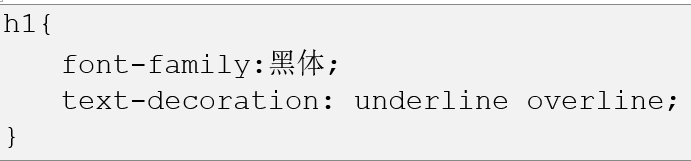 h1{
font-family:黑体;
text-decoration: underline overline;
}